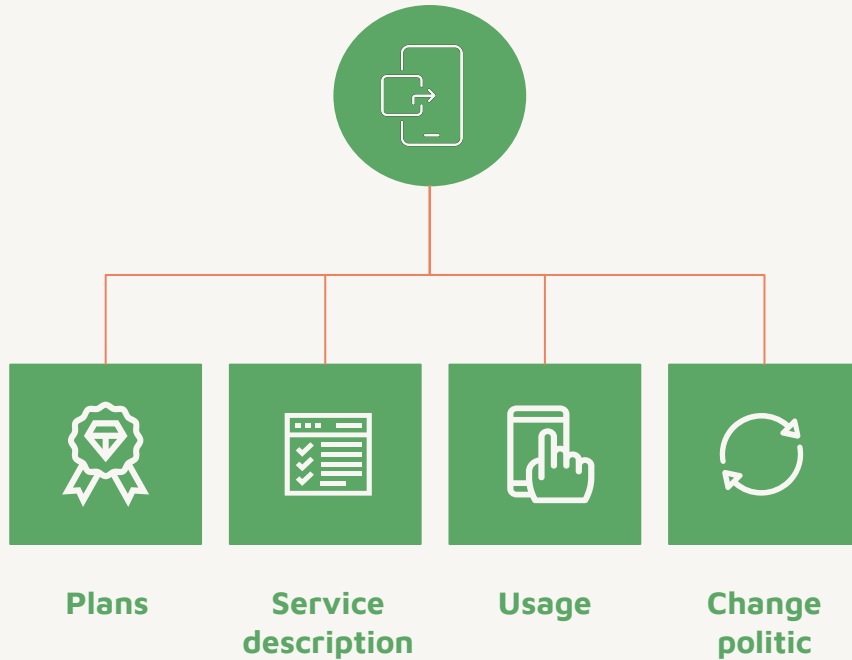 Plans
Service
description
Usage
Change
politic